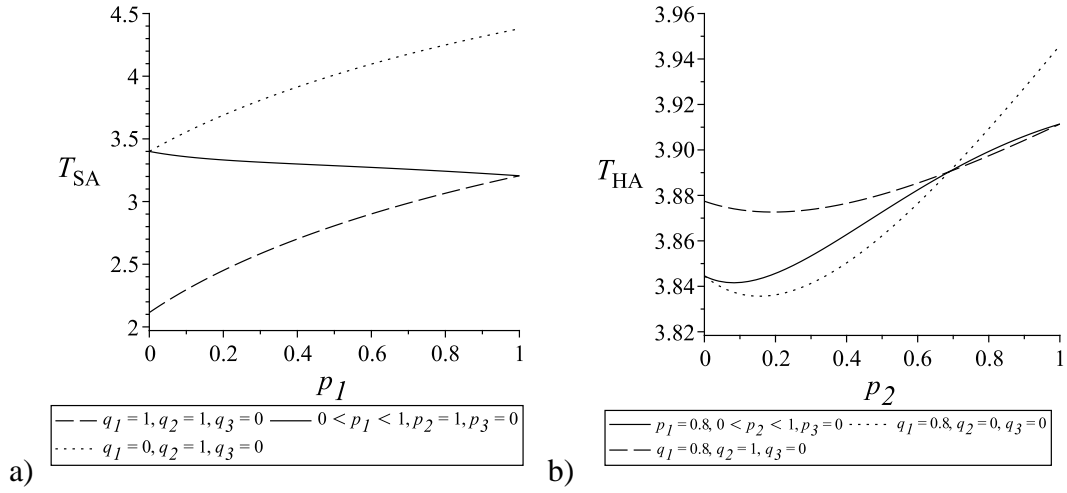 4.5
4
3.5
T_SA
3
2.5
2
0 0.2 0.4 0.6 0.8 1
p_1
q_1 = 1, q_2 = 1, q_3 = 0 0 < p_1 < 1, p_2 = 1, p_3 = 0
q_1 = 0, q_2 = 1, q_3 = 0
a)
3.96
3.94
3.92
3.90
T_HA
3.88
3.86
3.84
3.82
0 0.2 0.4 0.6 0.8 1
p_2
p_1 = 0.8, 0 < p_2 < 1, p_3 = 0 q_1 = 0.8, q_2 = 0, q_3 = 0
q_1 = 0.8, q_2 = 1, q_3 = 0
b)